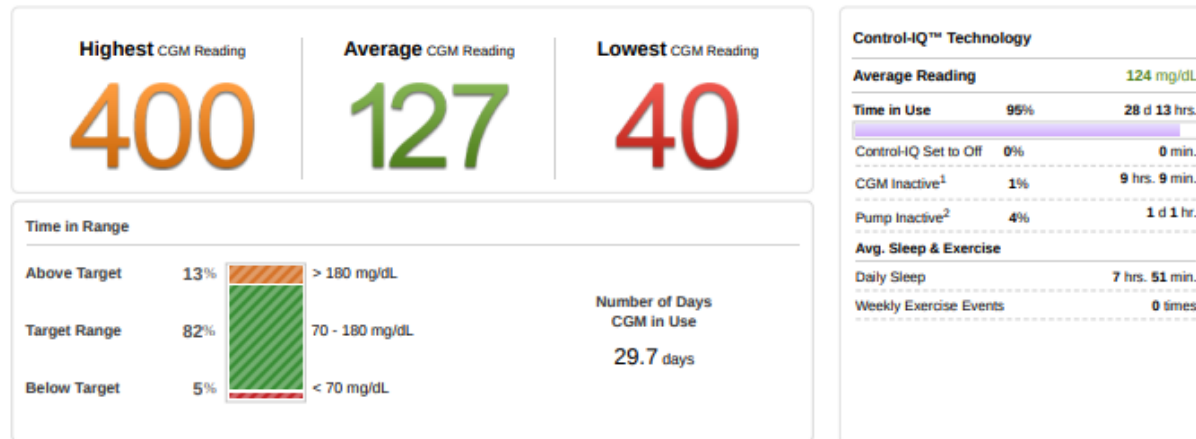 Highest CGM Reading
400
Average CGM Reading
127
Lowest CGM Reading
40
Time in Range
Above Target 13% > 180 mg/dL
Target Range 82% 70 - 180 mg/dL
Below Target 5% < 70 mg/dL
Number of Days
CGM in Use
29.7 days
Control-IQ™ Technology
Average Reading 124 mg/dL
Time in Use 95% 28 d 13 hrs.
Control-IQ Set to Off 0% 0 min.
CGM Inactive1 1% 9 hrs. 9 min.
Pump Inactive2 4% 1 d 1 hr.
Avg. Sleep & Exercise
Daily Sleep 7 hrs. 51 min.
Weekly Exercise Events 0 times